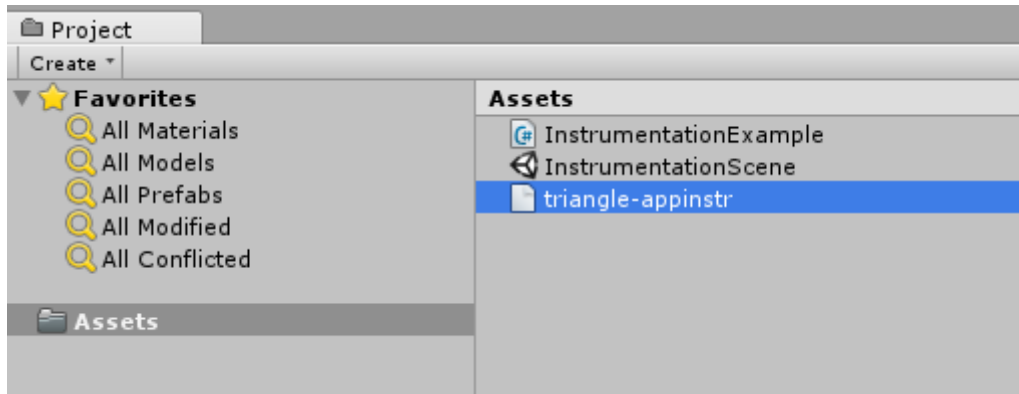 Project
Create
Favorites
All Materials
All Models
All Prefabs
All Modified
All Conflicted
Assets
Assets
InstrumentationExample
InstrumentationScene
triangle-appinstr